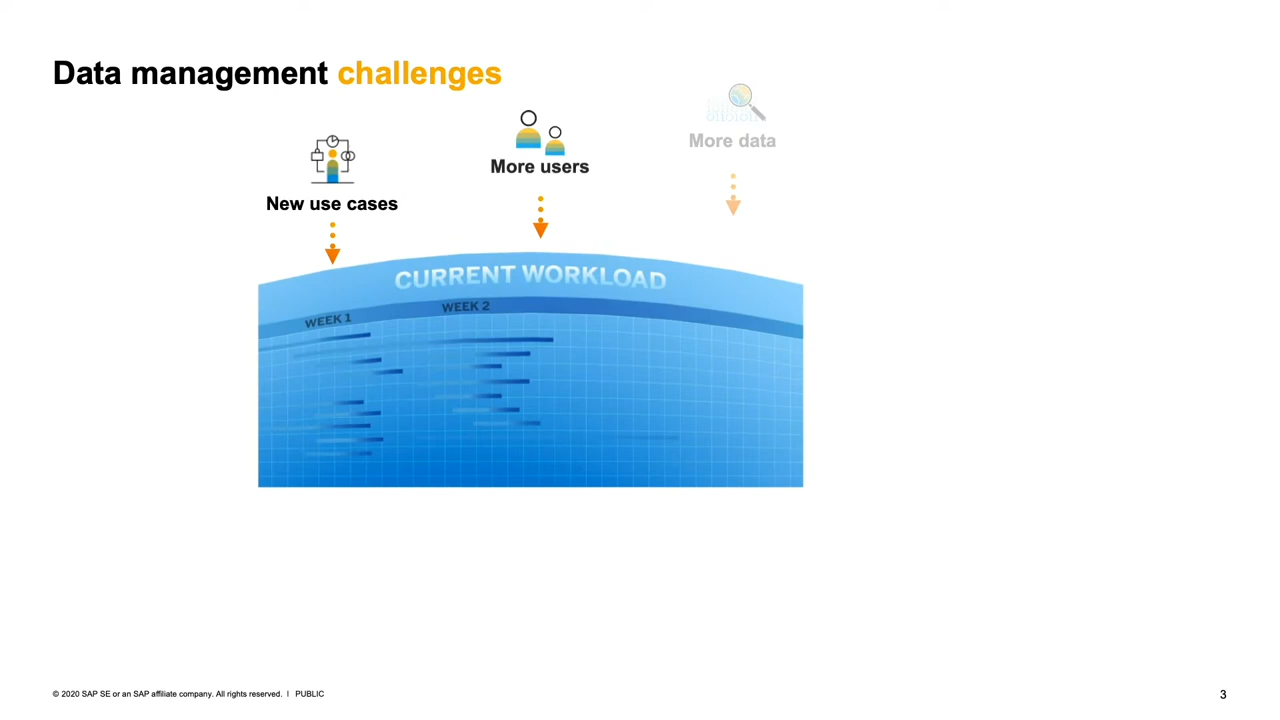 Data management challenges
New use cases
More users
More data
CURRENT WORKLOAD
WEEK 1
WEEK 2
© 2020 SAP SE or an SAP affiliate company. All rights reserved. | PUBLIC
3